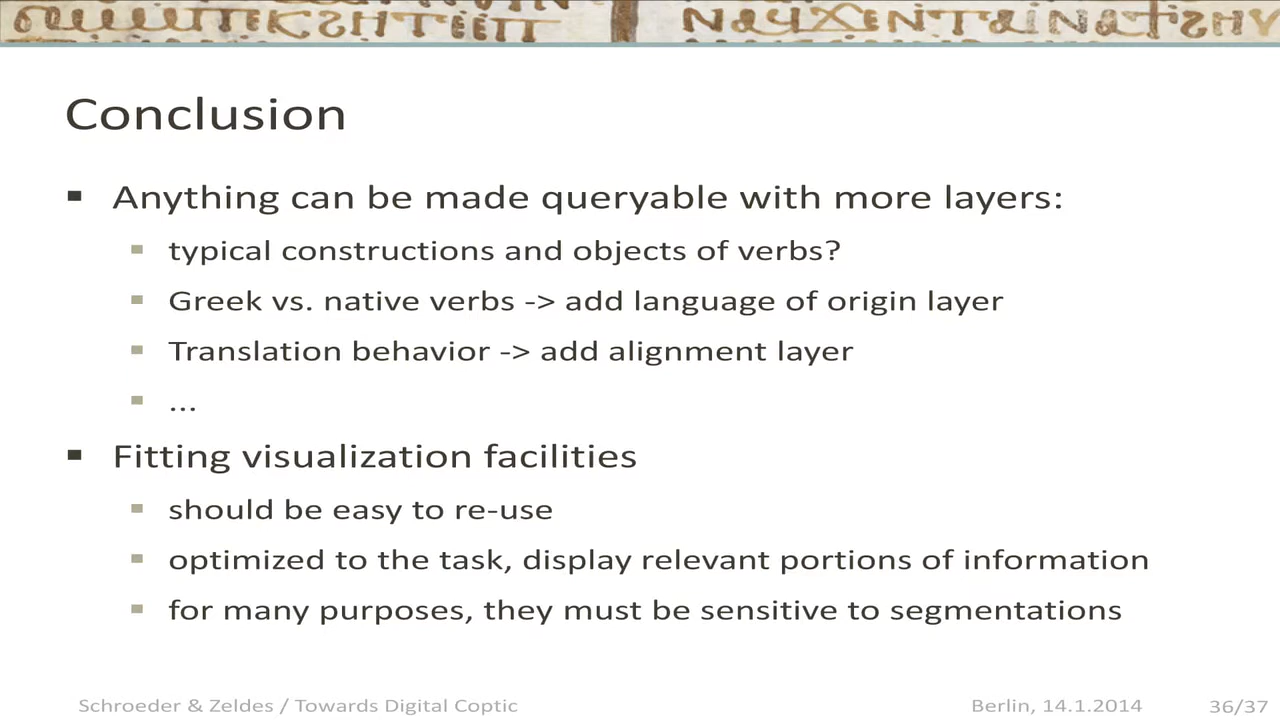 Conclusion
Anything can be made queryable with more layers:
typical constructions and objects of verbs?
Greek vs. native verbs -> add language of origin layer
Translation behavior -> add alignment layer
...
Fitting visualization facilities
should be easy to re-use
optimized to the task, display relevant portions of information
for many purposes, they must be sensitive to segmentations
Schroeder & Zeldes / Towards Digital Coptic
Berlin, 14.1.2014
36/37